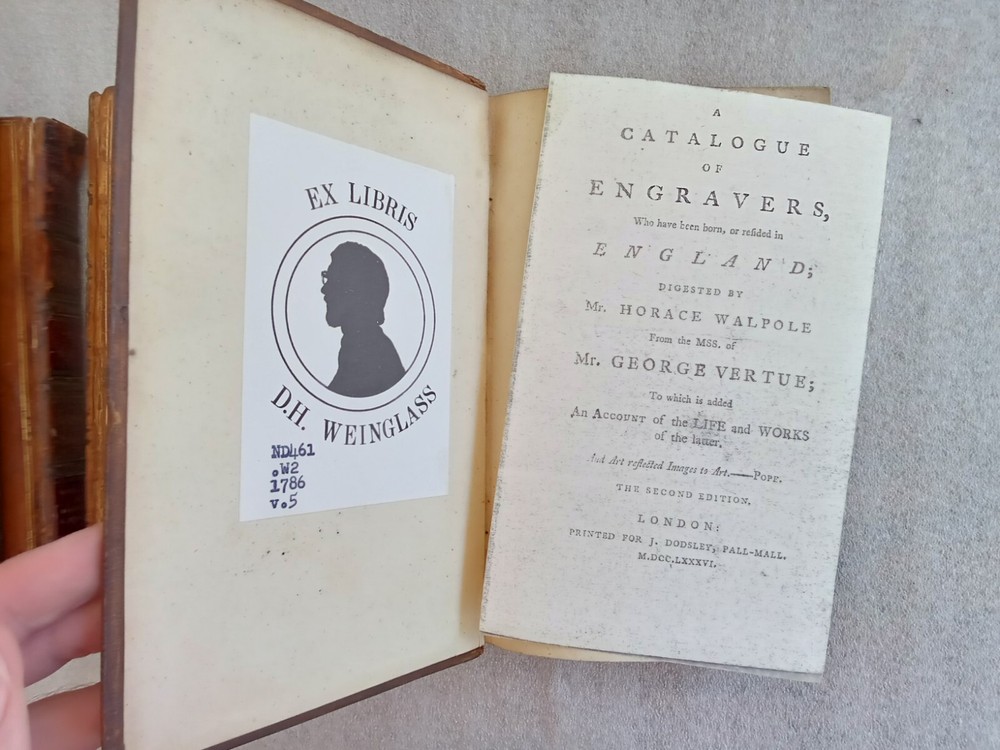 EX LIBRIS
D.H. WEINGLASS
ND461
.W2
1786
v.5
A
CATALOGUE
OF
ENGRAVERS,
Who have been born, or reſided in
ENGLAND;
DIGESTED BY
Mr. HORACE WALPOLE
From the MSS. of
Mr. GEORGE VERTUE;
To which is added
An ACCOUNT of the LIFE and WORKS
of the latter.
And Art reflected Images to Art.——POPE.
THE SECOND EDITION.
LONDON:
PRINTED FOR J. DODSLEY, PALL-MALL.
M.DCC.LXXXVI.